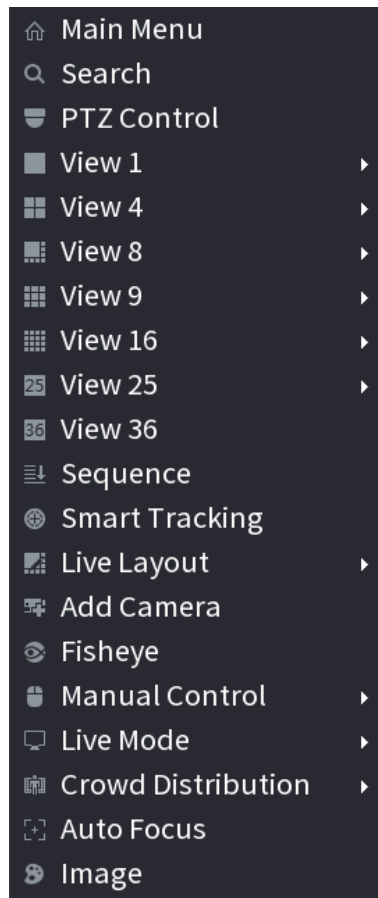 Main Menu
Search
PTZ Control
View 1
View 4
View 8
View 9
View 16
25 View 25
36 View 36
Sequence
Smart Tracking
Live Layout
Add Camera
Fisheye
Manual Control
Live Mode
Crowd Distribution
Auto Focus
Image